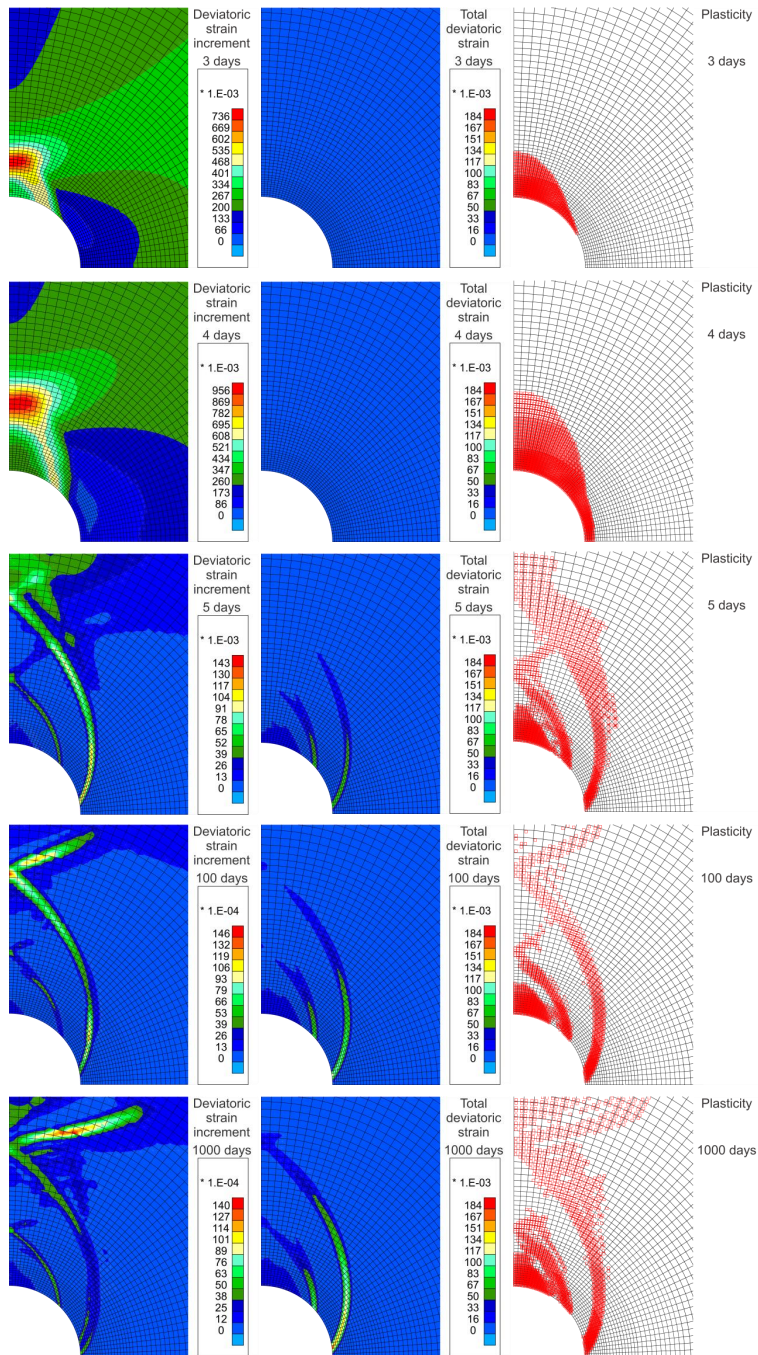 Deviatoric
strain
increment
3 days
* 1.E-03
736
669
602
535
468
401
334
267
200
133
66
0
Total
deviatoric
strain
3 days
* 1.E-03
184
167
151
134
117
100
83
67
50
33
16
0
Plasticity
3 days
Deviatoric
strain
increment
4 days
* 1.E-03
956
869
782
695
608
521
434
347
260
173
86
0
Total
deviatoric
strain
4 days
* 1.E-03
184
167
151
134
117
100
83
67
50
33
16
0
Plasticity
4 days
Deviatoric
strain
increment
5 days
* 1.E-03
143
130
117
104
91
78
65
52
39
26
13
0
Total
deviatoric
strain
5 days
* 1.E-03
184
167
151
134
117
100
83
67
50
33
16
0
Plasticity
5 days
Deviatoric
strain
increment
100 days
* 1.E-04
146
132
119
106
93
79
66
53
39
26
13
0
Total
deviatoric
strain
100 days
* 1.E-03
184
167
151
134
117
100
83
67
50
33
16
0
Plasticity
100 days
Deviatoric
strain
increment
1000 days
* 1.E-04
140
127
114
101
89
76
63
50
38
25
12
0
Total
deviatoric
strain
1000 days
* 1.E-03
184
167
151
134
117
100
83
67
50
33
16
0
Plasticity
1000 days